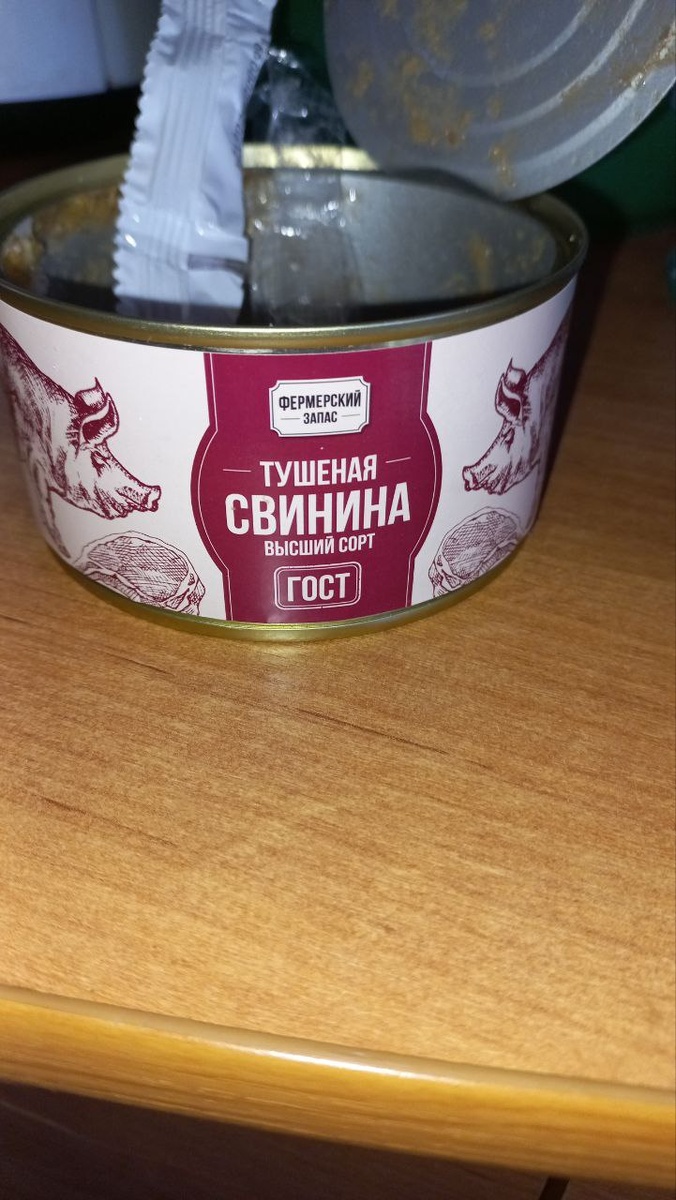 ФЕРМЕРСКИЙ
ЗАПАС
ТУШЕНАЯ
СВИНИНА
ВЫСШИЙ СОРТ
ГОСТ